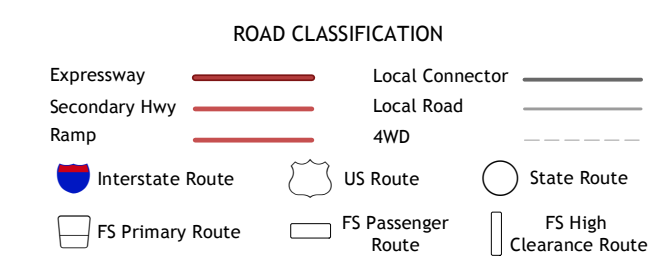 ROAD CLASSIFICATION
Expressway
Local Connector
Secondary Hwy
Local Road
Ramp
4WD
Interstate Route
US Route
State Route
FS Primary Route
FS Passenger
Route
FS High
Clearance Route